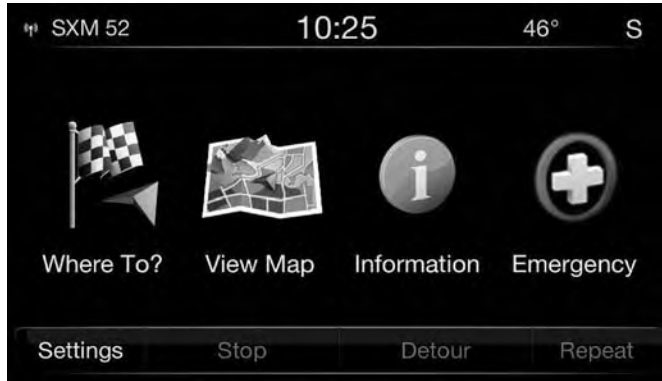 SXM 52 10:25 46° S
Where To? View Map Information Emergency
Settings Stop Detour Repeat